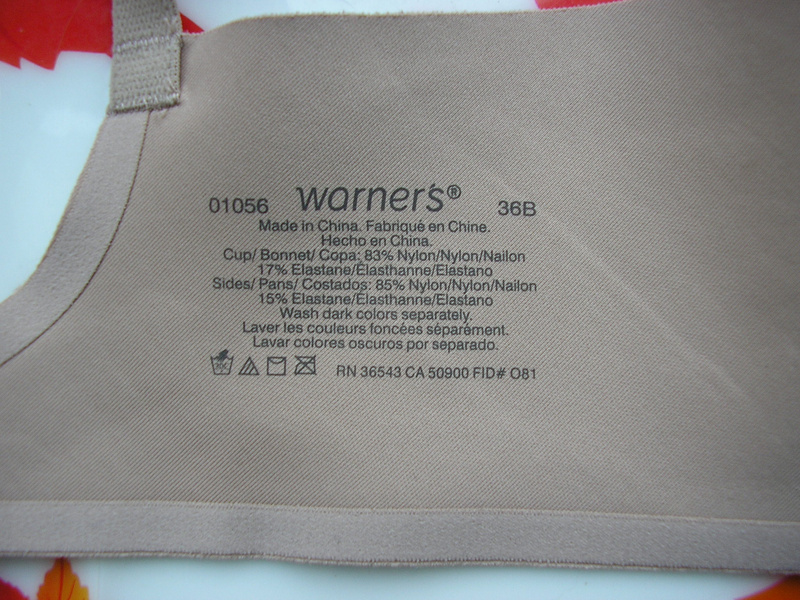 01056 warner's® 36B
Made in China. Fabriqué en Chine.
Hecho en China.
Cup/ Bonnet/ Copa: 83% Nylon/Nylon/Nailon
17% Elastane/Élasthanne/Elastano
Sides/ Pans/ Costados: 85% Nylon/Nylon/Nailon
15% Elastane/Élasthanne/Elastano
Wash dark colors separately.
Laver les couleurs foncées séparément.
Lavar colores oscuros por separado.
RN 36543 CA 50900 FID# O81